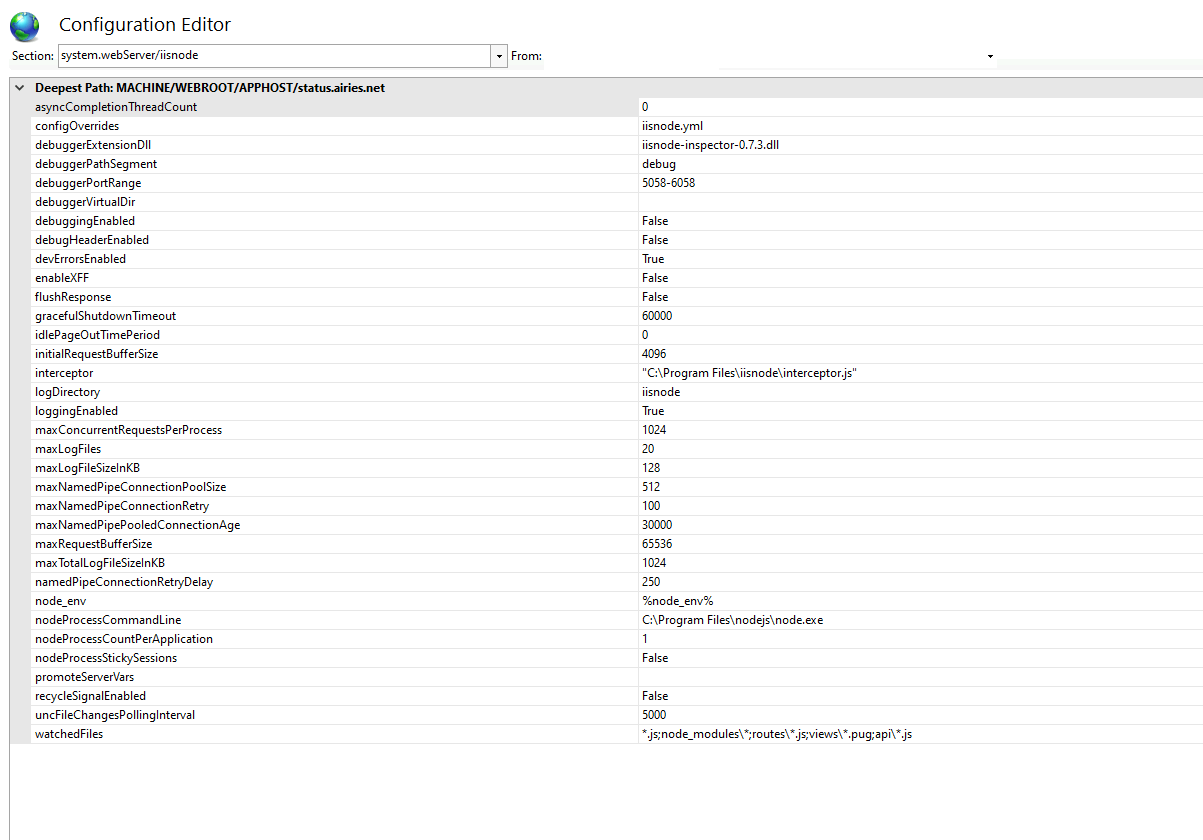 Configuration Editor
Section: system.webServer/iisnode From:
Deepest Path: MACHINE/WEBROOT/APPHOST/status.airies.net
asyncCompletionThreadCount 0
configOverrides iisnode.yml
debuggerExtensionDll iisnode-inspector-0.7.3.dll
debuggerPathSegment debug
debuggerPortRange 5058-6058
debuggerVirtualDir
debuggingEnabled False
debugHeaderEnabled False
devErrorsEnabled True
enableXFF False
flushResponse False
gracefulShutdownTimeout 60000
idlePageOutTimePeriod 0
initialRequestBufferSize 4096
interceptor "C:\Program Files\iisnode\interceptor.js"
logDirectory iisnode
loggingEnabled True
maxConcurrentRequestsPerProcess 1024
maxLogFiles 20
maxLogFileSizeInKB 128
maxNamedPipeConnectionPoolSize 512
maxNamedPipeConnectionRetry 100
maxNamedPipePooledConnectionAge 30000
maxRequestBufferSize 65536
maxTotalLogFileSizeInKB 1024
namedPipeConnectionRetryDelay 250
node_env %node_env%
nodeProcessCommandLine C:\Program Files\nodejs\node.exe
nodeProcessCountPerApplication 1
nodeProcessStickySessions False
promoteServerVars
recycleSignalEnabled False
uncFileChangesPollingInterval 5000
watchedFiles *.js;node_modules\*;routes\*.js;views\*.pug;api\*.js